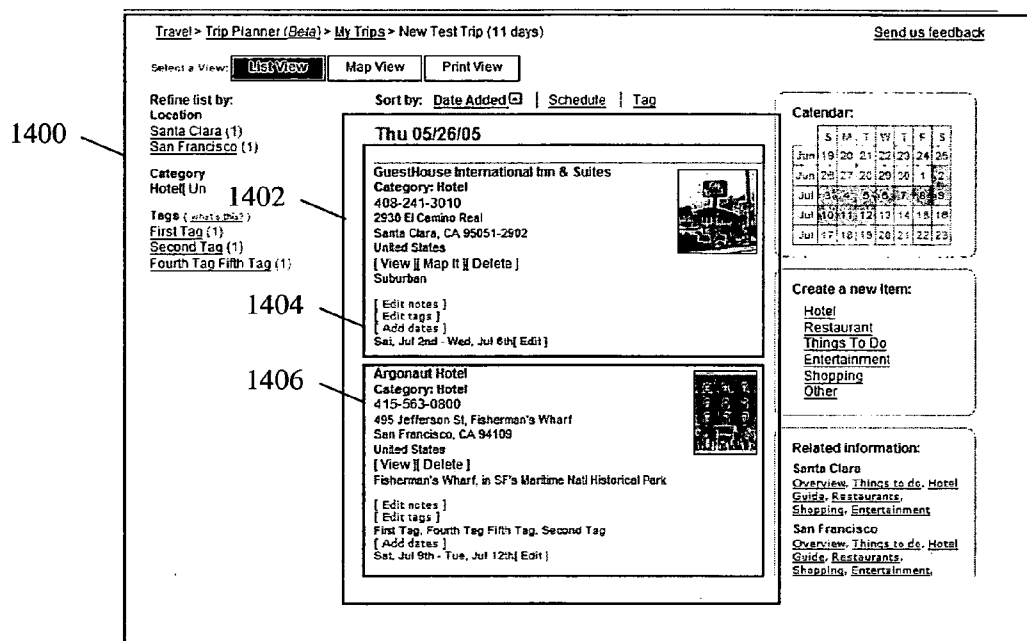 Travel > Trip Planner (Beta) > My Trips > New Test Trip (11 days)
Send us feedback
Select a View: List View Map View Print View
Refine list by:
Location
Santa Clara (1)
San Francisco (1)
Category
Hotel[ Un
Tags ( what's this? )
First Tag (1)
Second Tag (1)
Fourth Tag Fifth Tag (1)
1400
1402
1404
1406
Sort by: Date Added | Schedule | Tag
Thu 05/26/05
GuestHouse International Inn & Suites
Category: Hotel
408-241-3010
2930 El Camino Real
Santa Clara, CA 95051-2902
United States
[ View ][ Map It ][ Delete ]
Suburban
[ Edit notes ]
[ Edit tags ]
[ Add dates ]
Sat, Jul 2nd - Wed, Jul 6th[ Edit ]
Argonaut Hotel
Category: Hotel
415-563-0800
495 Jefferson St, Fisherman's Wharf
San Francisco, CA 94109
United States
[ View ][ Delete ]
Fisherman's Wharf, in SF's Maritime Natl Historical Park
[ Edit notes ]
[ Edit tags ]
First Tag, Fourth Tag Fifth Tag, Second Tag
[ Add dates ]
Sat, Jul 9th - Tue, Jul 12th[ Edit ]
Calendar:
S M T W T F S
Jun 19 20 21 22 23 24 25
Jun 26 27 28 29 30 1 2
Jul 3 4 5 6 7 8 9
Jul 10 11 12 13 14 15 16
Jul 17 18 19 20 21 22 23
Create a new item:
Hotel
Restaurant
Things To Do
Entertainment
Shopping
Other
Related information:
Santa Clara
Overview, Things to do, Hotel
Guide, Restaurants,
Shopping, Entertainment
San Francisco
Overview, Things to do, Hotel
Guide, Restaurants,
Shopping, Entertainment,